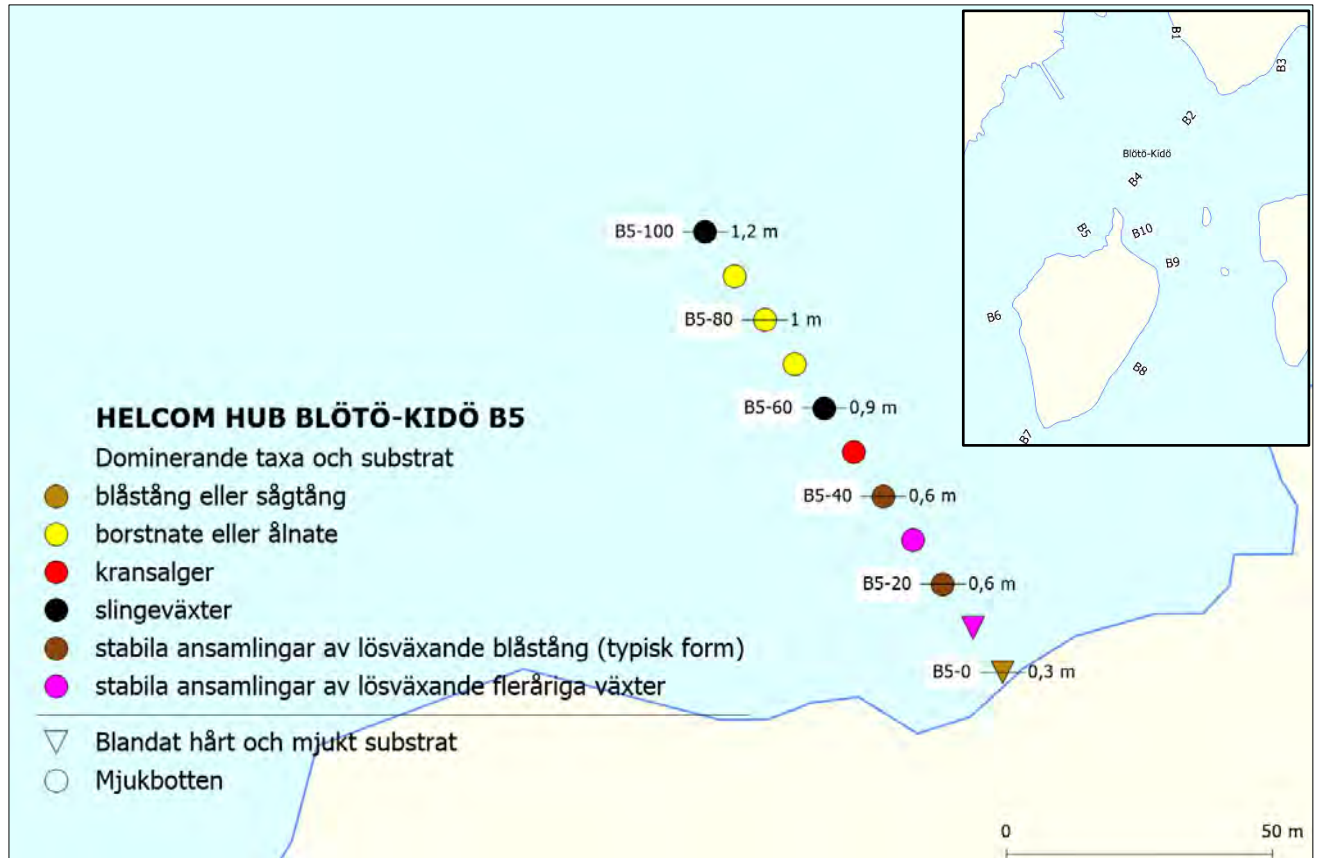 B1
B3
B2
Blötö-Kidö
B4
B5
B10
B9
B6
B8
B7
B5-100 1,2 m
B5-80 1 m
B5-60 0,9 m
B5-40 0,6 m
B5-20 0,6 m
B5-0 0,3 m
HELCOM HUB BLÖTÖ-KIDÖ B5
Dominerande taxa och substrat
blåstång eller sågtång
borstnate eller ålnate
kransalger
slingeväxter
stabila ansamlingar av lösväxande blåstång (typisk form)
stabila ansamlingar av lösväxande fleråriga växter
Blandat hårt och mjukt substrat
Mjukbotten
0 50 m